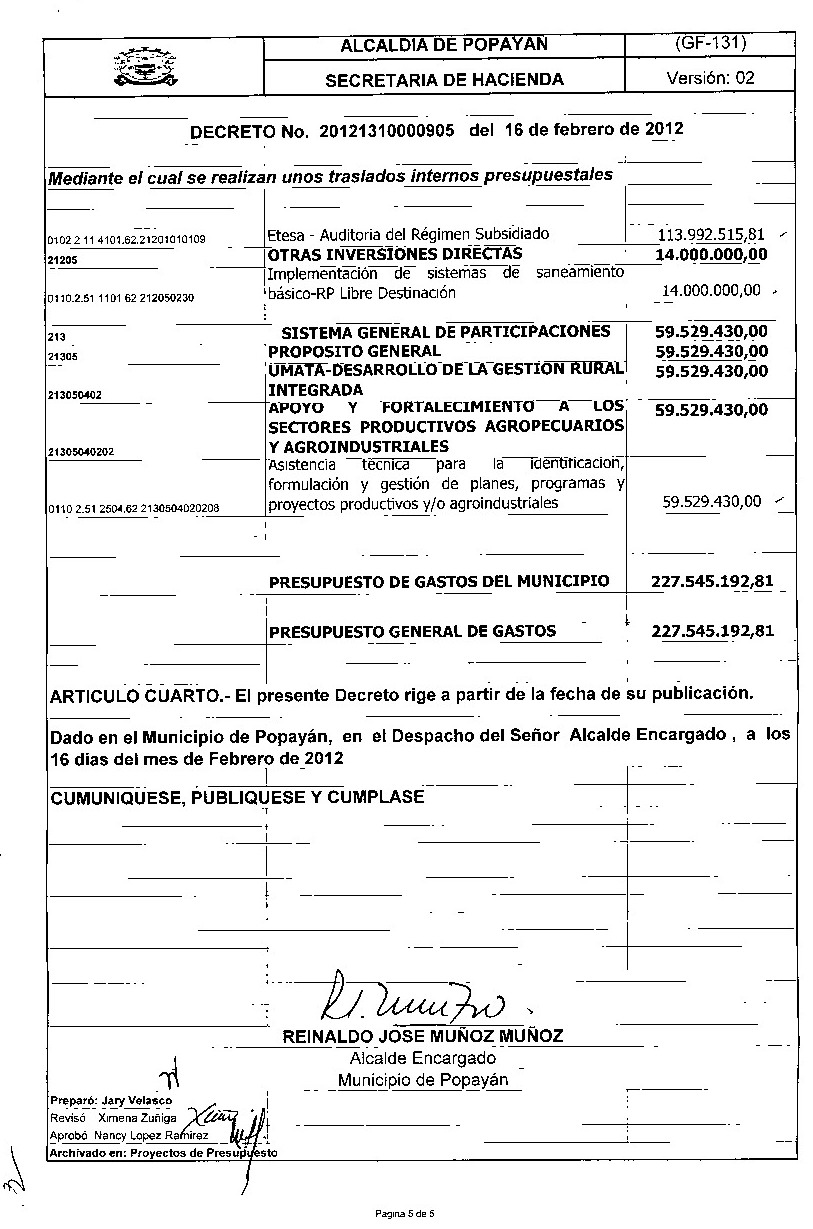 ALCALDIA DE POPAYAN
(GF-131)
SECRETARIA DE HACIENDA
Versión: 02
DECRETO No. 20121310000905 del 16 de febrero de 2012
Mediante el cual se realizan unos traslados internos presupuestales
0102 2 11 4101.62.21201010109 Etesa - Auditoria del Régimen Subsidiado 113.992.515,81
21205 OTRAS INVERSIONES DIRECTAS 14.000.000,00
Implementación de sistemas de saneamiento
0110.2.51 1101 62 212050230 básico-RP Libre Destinación 14.000.000,00
213 SISTEMA GENERAL DE PARTICIPACIONES 59.529.430,00
21305 PROPOSITO GENERAL 59.529.430,00
UMATA-DESARROLLO DE LA GESTION RURAL 59.529.430,00
213050402 INTEGRADA
APOYO Y FORTALECIMIENTO A LOS 59.529.430,00
SECTORES PRODUCTIVOS AGROPECUARIOS
21305040202 Y AGROINDUSTRIALES
Asistencia técnica para la identificacion,
formulación y gestión de planes, programas y
0110 2.51 2504.62 2130504020208 proyectos productivos y/o agroindustriales 59.529.430,00
PRESUPUESTO DE GASTOS DEL MUNICIPIO 227.545.192,81
PRESUPUESTO GENERAL DE GASTOS 227.545.192,81
ARTICULO CUARTO.- El presente Decreto rige a partir de la fecha de su publicación.
Dado en el Municipio de Popayán, en el Despacho del Señor Alcalde Encargado , a los
16 dias del mes de Febrero de 2012
CUMUNIQUESE, PUBLIQUESE Y CUMPLASE
REINALDO JOSE MUÑOZ MUÑOZ
Alcalde Encargado
Municipio de Popayán
Preparó: Jary Velasco
Revisó Ximena Zuñiga
Aprobó Nancy Lopez Ramirez
Archivado en: Proyectos de Presupuesto
Pagina 5 de 5